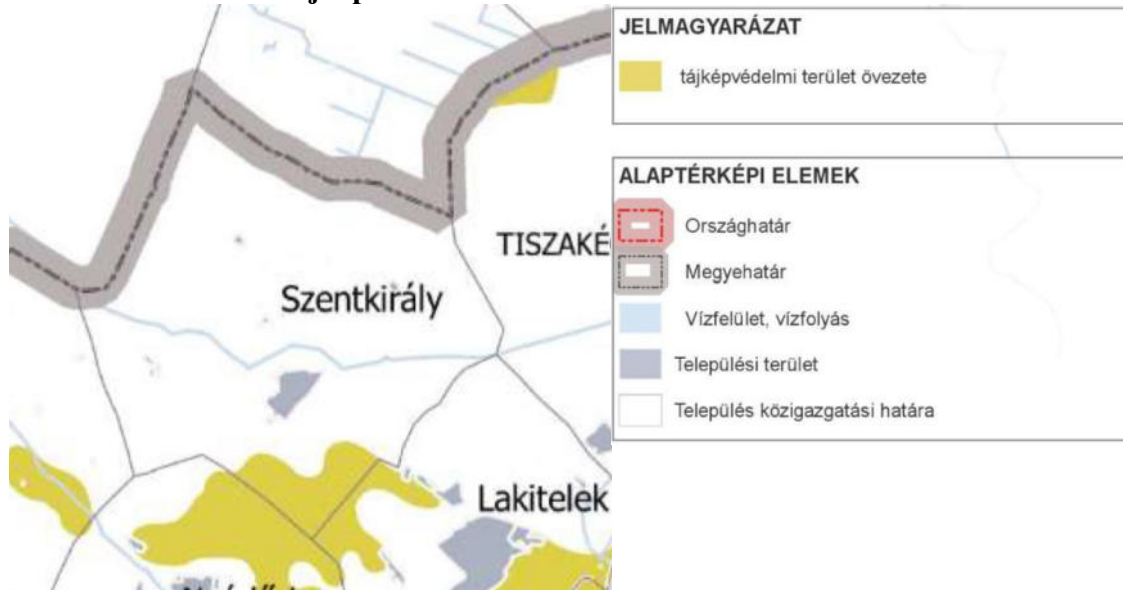 TISZAKÉ
Szentkirály
Lakitelek
JELMAGYARÁZAT
tájképvédelmi terület övezete
ALAPTÉRKÉPI ELEMEK
Országhatár
Megyehatár
Vízfelület, vízfolyás
Települési terület
Település közigazgatási határa